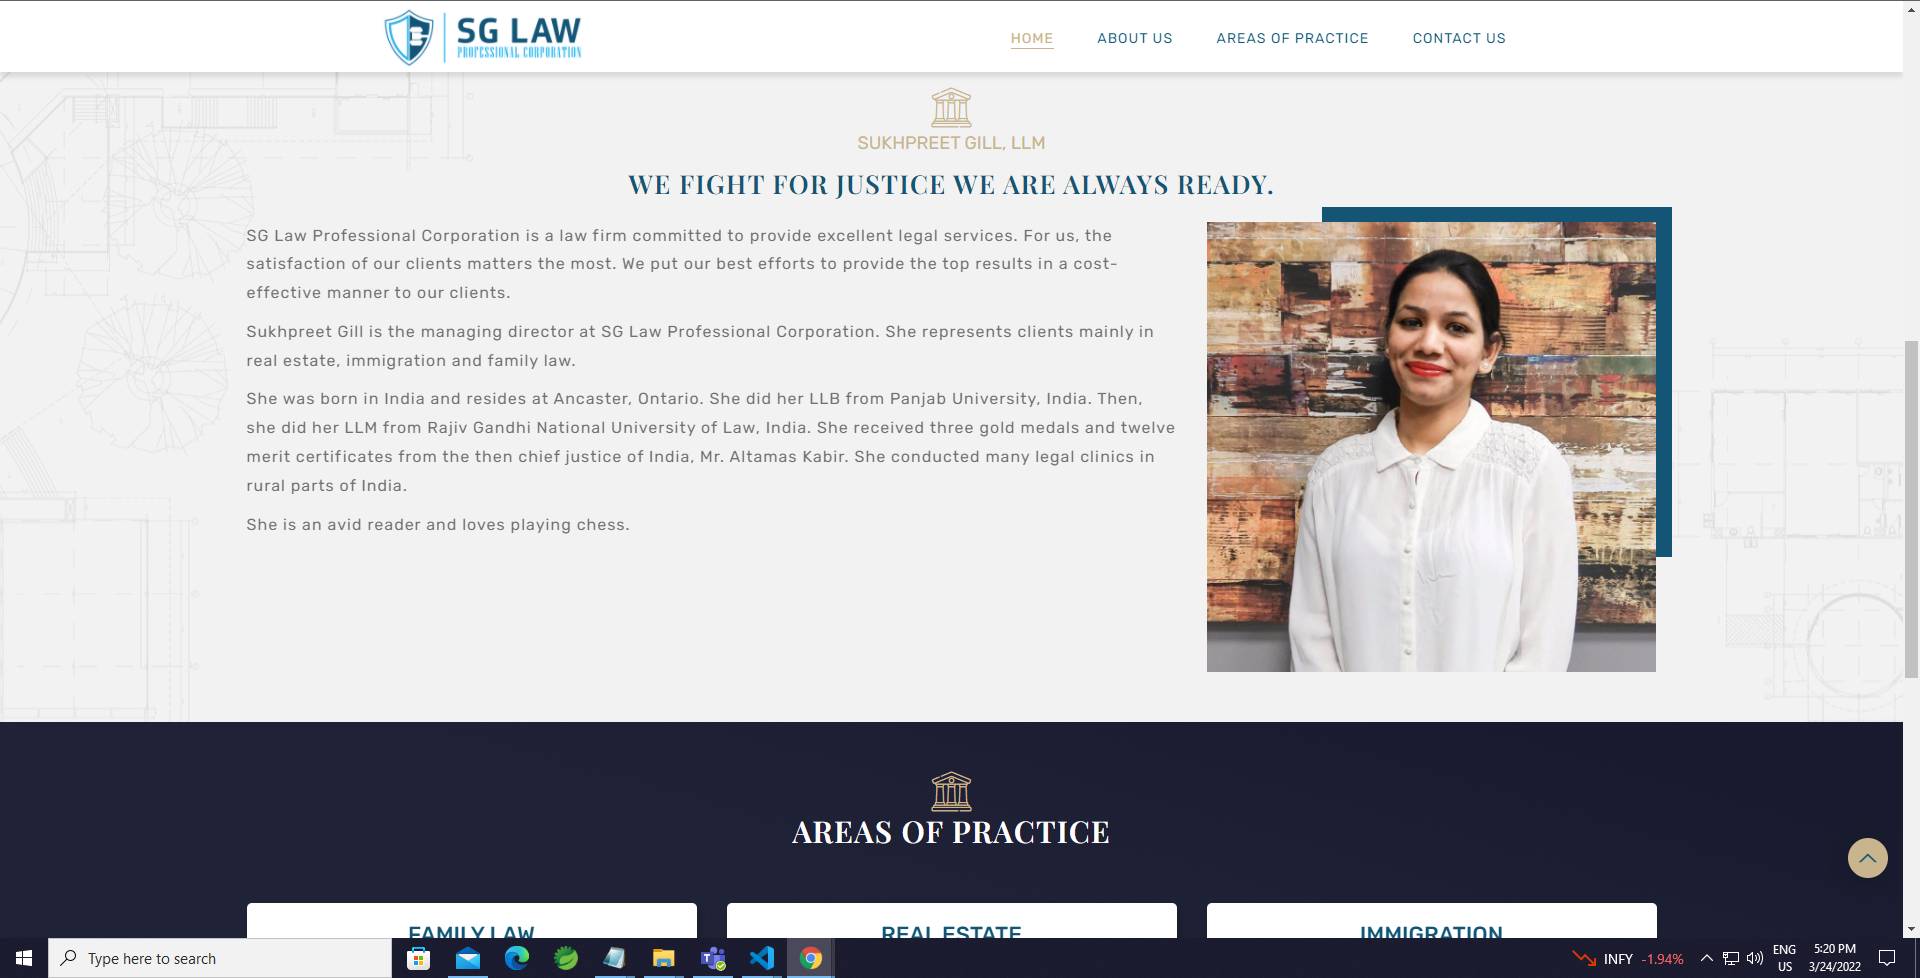 SG LAW
PROFESSIONAL CORPORATION
HOME
ABOUT US
AREAS OF PRACTICE
CONTACT US
SUKHPREET GILL, LLM
WE FIGHT FOR JUSTICE WE ARE ALWAYS READY.
SG Law Professional Corporation is a law firm committed to provide excellent legal services. For us, the
satisfaction of our clients matters the most. We put our best efforts to provide the top results in a cost-
effective manner to our clients.
Sukhpreet Gill is the managing director at SG Law Professional Corporation. She represents clients mainly in
real estate, immigration and family law.
She was born in India and resides at Ancaster, Ontario. She did her LLB from Panjab University, India. Then,
she did her LLM from Rajiv Gandhi National University of Law, India. She received three gold medals and twelve
merit certificates from the then chief justice of India, Mr. Altamas Kabir. She conducted many legal clinics in
rural parts of India.
She is an avid reader and loves playing chess.
AREAS OF PRACTICE
FAMILY LAW
REAL ESTATE
IMMIGRATION
Type here to search
INFY -1.94%
ENG
US
5:20 PM
3/24/2022